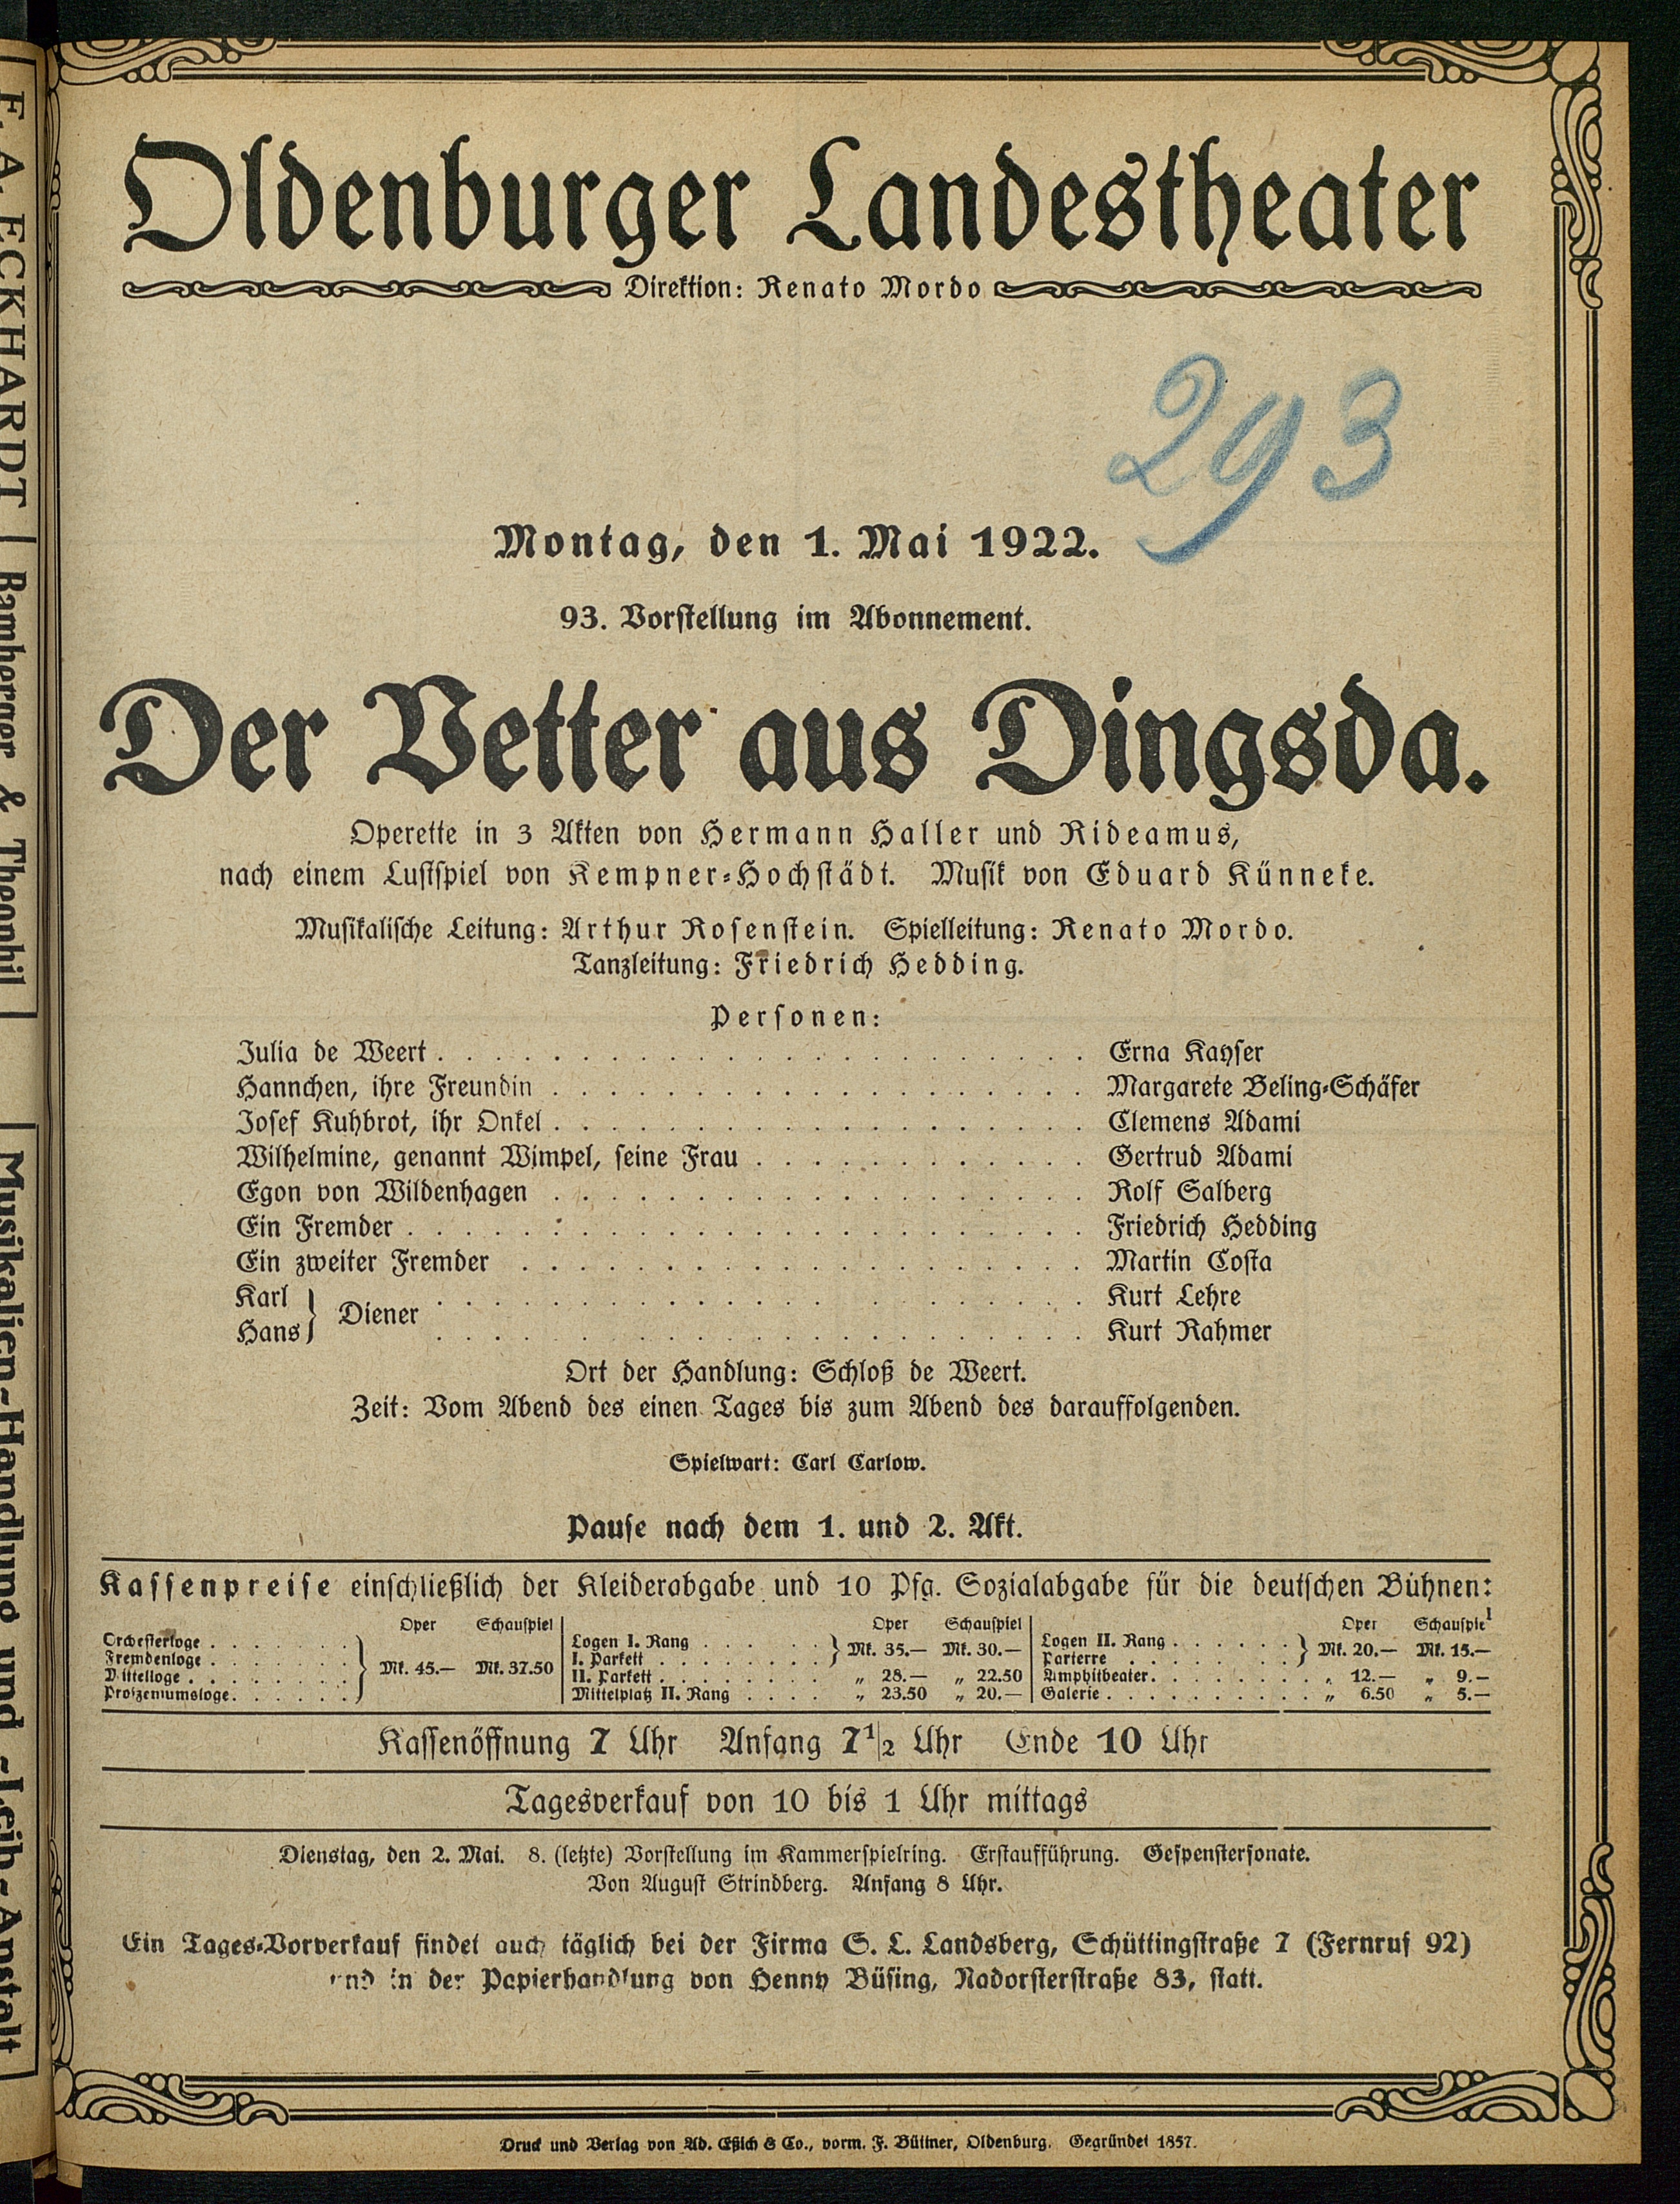 Oldenburger Landestheater
Direktion: Renato Mordo
293
Montag, den 1. Mai 1922.
93. Vorstellung im Abonnement.
Der Vetter aus Dingsda.
Operette in 3 Akten von Hermann Haller und Rideamus,
nach einem Lustspiel von Kempner-Hochstädt. Musik von Eduard Künneke.
Musikalische Leitung: Arthur Rosenstein. Spielleitung: Renato Mordo.
Tanzleitung: Friedrich Hedding.
Personen:
Julia de Weert . . . Erna Kayser
Hannchen, ihre Freundin . . . Margarete Beling-Schäfer
Josef Kuhbrot, ihr Onkel . . . Clemens Adami
Wilhelmine, genannt Wimpel, seine Frau . . . Gertrud Adami
Egon von Wildenhagen . . . Rolf Salberg
Ein Fremder . . . Friedrich Hedding
Ein zweiter Fremder . . . Martin Costa
Karl } Diener . . . Kurt Lehre
Hans } . . . Kurt Rahmer
Ort der Handlung: Schloß de Weert.
Zeit: Vom Abend des einen Tages bis zum Abend des darauffolgenden.
Spielwart: Carl Carlow.
Pause nach dem 1. und 2. Akt.
Kassenpreise einschließlich der Kleiderabgabe und 10 Pfg. Sozialabgabe für die deutschen Bühnen:
Oper Schauspiel
Orchesterloge . . .
Fremdenloge . . .
Mittelloge . . .
Proszeniumsloge . . .
} Mk. 45.— Mk. 37.50
Oper Schauspiel
Logen I. Rang . . .
I. Parkett . . .
} Mk. 35.— Mk. 30.—
II. Parkett . . . „ 28.— „ 22.50
Mittelplatz II. Rang . . . „ 23.50 „ 20.—
Oper Schauspiel
Logen II. Rang . . .
Parterre . . .
} Mk. 20.— Mk. 15.—
Amphitheater . . . „ 12.— „ 9.—
Galerie . . . „ 6.50 „ 5.—
Kassenöffnung 7 Uhr Anfang 7½ Uhr Ende 10 Uhr
Tagesverkauf von 10 bis 1 Uhr mittags
Dienstag, den 2. Mai. 8. (letzte) Vorstellung im Kammerspielring. Erstaufführung. Gespenstersonate.
Von August Strindberg. Anfang 8 Uhr.
Ein Tages-Vorverkauf findet auch täglich bei der Firma S. L. Landsberg, Schüttingstraße 7 (Fernruf 92)
und in der Papierhandlung von Henny Büsing, Nadorsterstraße 83, statt.
Druck und Verlag von Ad. Eßich & Co., vorm. F. Büttner, Oldenburg. Gegründet 1857.
F. A. ECKHARDT
Bamberger & Theophil
Musikalien-Handlung und -Leih-Anstalt